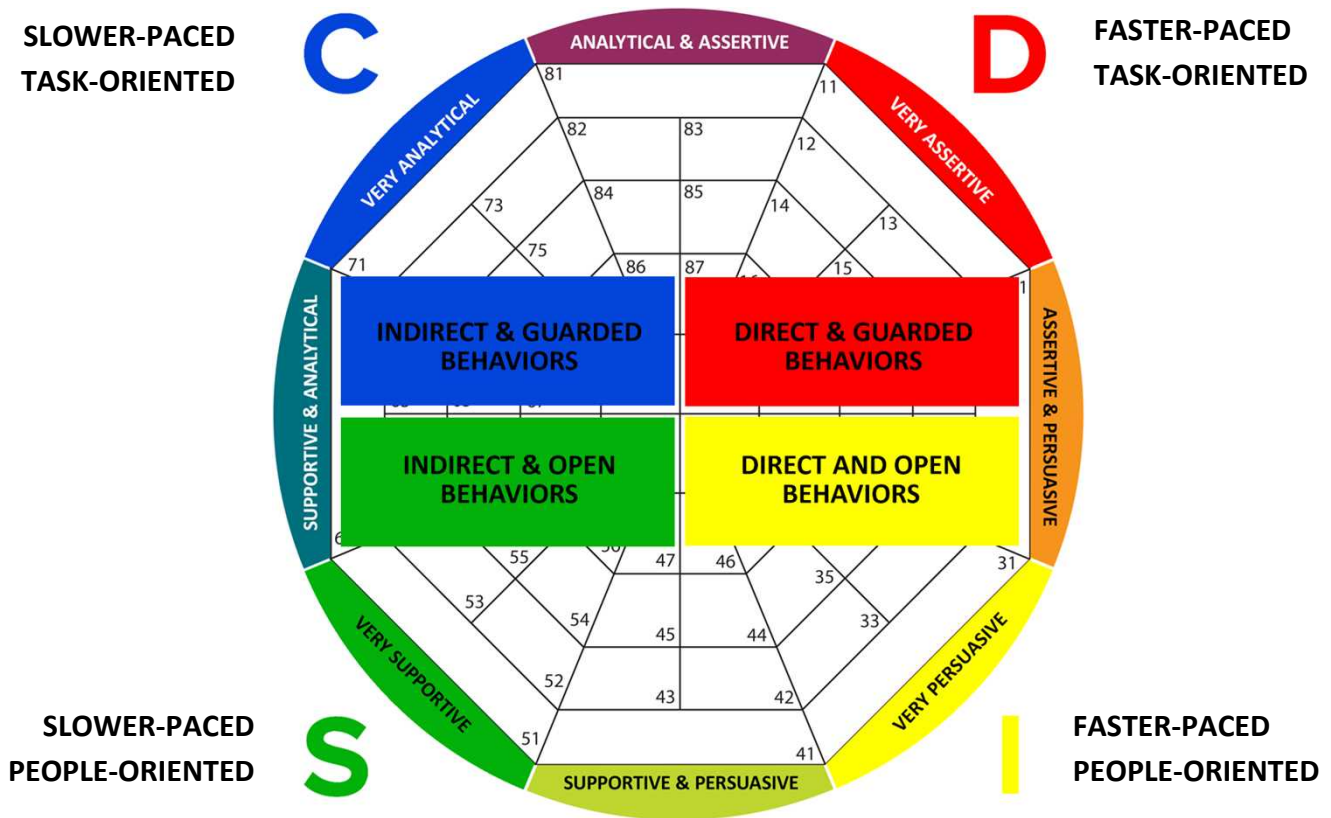 SLOWER-PACED
TASK-ORIENTED
C
ANALYTICAL & ASSERTIVE
D
FASTER-PACED
TASK-ORIENTED
VERY ANALYTICAL
VERY ASSERTIVE
81
11
82
83
12
73
84
85
14
13
75
15
71
86
87
SUPPORTIVE & ANALYTICAL
ASSERTIVE & PERSUASIVE
INDIRECT & GUARDED
BEHAVIORS
DIRECT & GUARDED
BEHAVIORS
INDIRECT & OPEN
BEHAVIORS
DIRECT AND OPEN
BEHAVIORS
55
47
46
35
31
53
54
45
44
33
52
43
42
51
41
VERY SUPPORTIVE
VERY PERSUASIVE
SLOWER-PACED
PEOPLE-ORIENTED
S
SUPPORTIVE & PERSUASIVE
I
FASTER-PACED
PEOPLE-ORIENTED